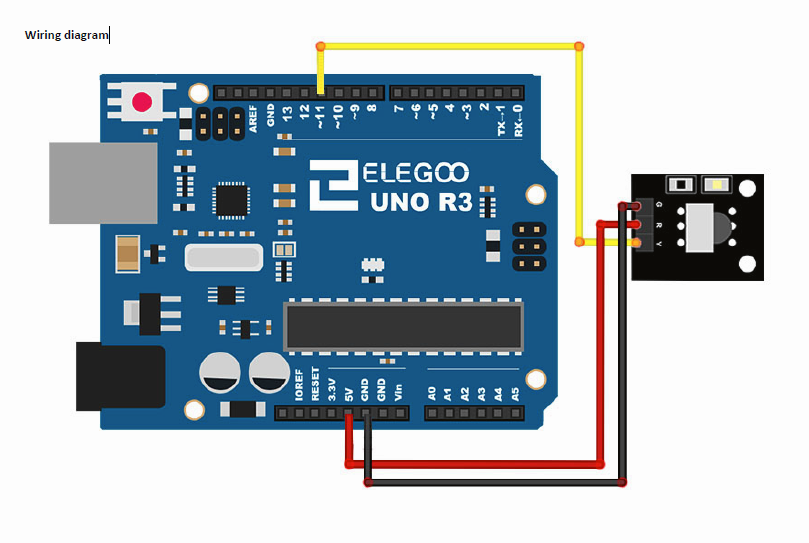 Wiring diagram
AREF
GND
13
12
~11
~10
~9
8
7
~6
~5
4
~3
2
TX→1
RX←0
ELEGOO
UNO R3
G
R
Y
IOREF
RESET
3.3V
5V
GND
GND
Vin
A0
A1
A2
A3
A4
A5